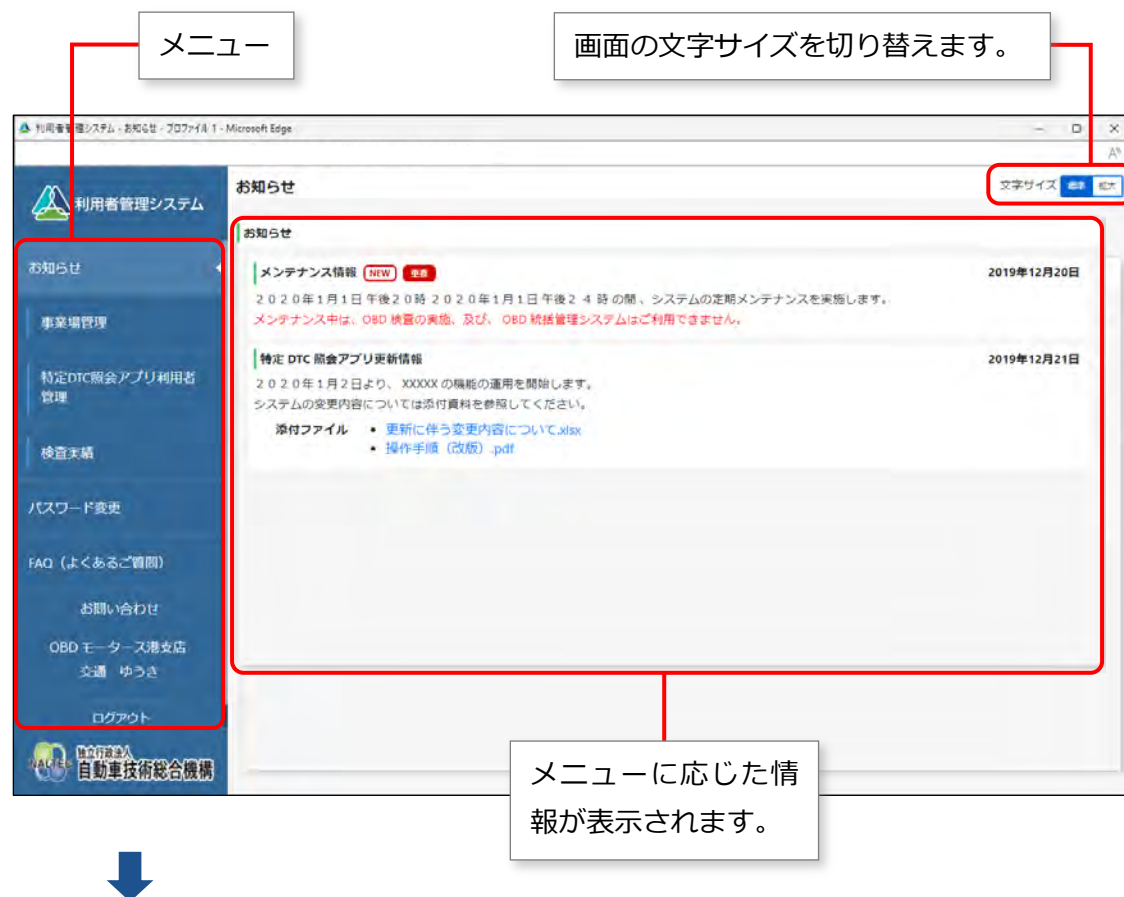 メニュー
画面の文字サイズを切り替えます。
利用者管理システム - お知らせ - プロファイル 1 - Microsoft Edge
利用者管理システム
お知らせ
文字サイズ 標準 拡大
お知らせ
お知らせ
メンテナンス情報 NEW 重要 2019年12月20日
２０２０年１月１日 午後２０時 ２０２０年１月１日 午後２４時 の間、システムの定期メンテナンスを実施します。
メンテナンス中は、OBD 検査の実施、及び、 OBD 統括管理システムはご利用できません。
事業場管理
特定 DTC 照会アプリ更新情報 2019年12月21日
特定DTC照会アプリ利用者
管理
２０２０年１月２日より、 XXXXX の機能の運用を開始します。
システムの変更内容については添付資料を参照してください。
添付ファイル • 更新に伴う変更内容について.xlsx
• 操作手順（改版）.pdf
検査実績
パスワード変更
FAQ（よくあるご質問）
お問い合わせ
OBD モータース港支店
交通 ゆうき
ログアウト
NALTEC 独立行政法人
自動車技術総合機構
メニューに応じた情
報が表示されます。